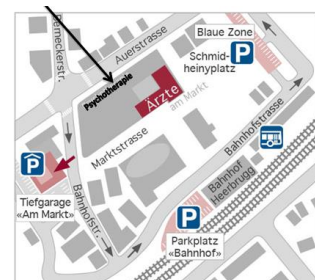 Berneckerstr.
Auerstrasse
Blaue Zone
P
Schmid-
heinyplatz
Psychotherapie
Ärzte
am Markt
Marktstrasse
Bahnhofstrasse
P
Tiefgarage
«Am Markt»
Bahnhofstr.
Bahnhof
Heerbrugg
P
Parkplatz
«Bahnhof»